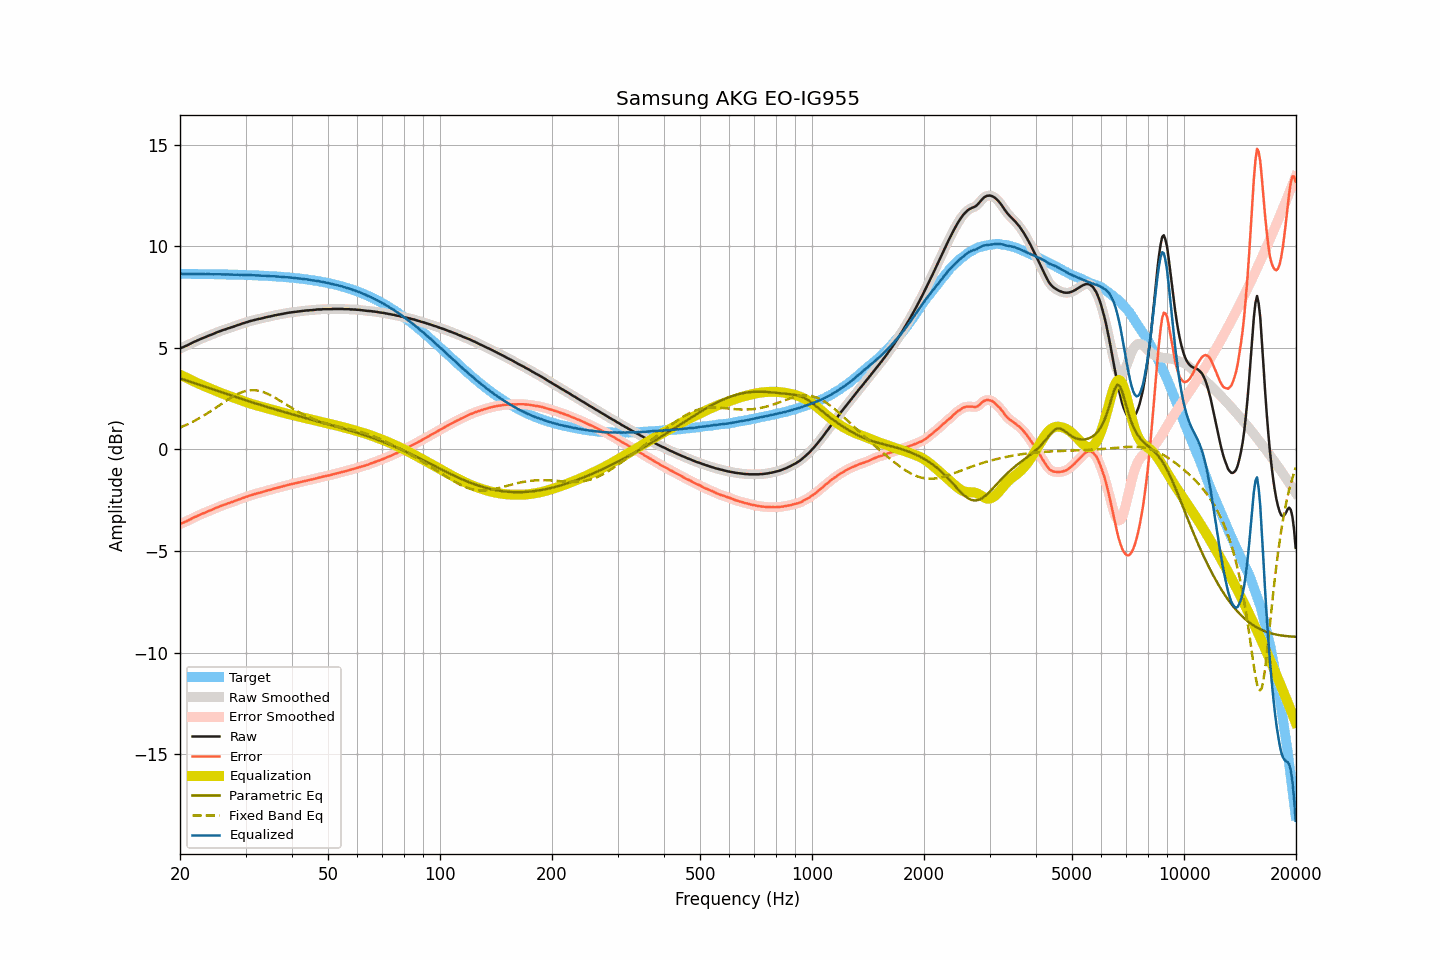 Samsung AKG EO-IG955
15
10
5
0
−5
−10
−15
Amplitude (dBr)
Target
Raw Smoothed
Error Smoothed
Raw
Error
Equalization
Parametric Eq
Fixed Band Eq
Equalized
20 50 100 200 500 1000 2000 5000 10000 20000
Frequency (Hz)